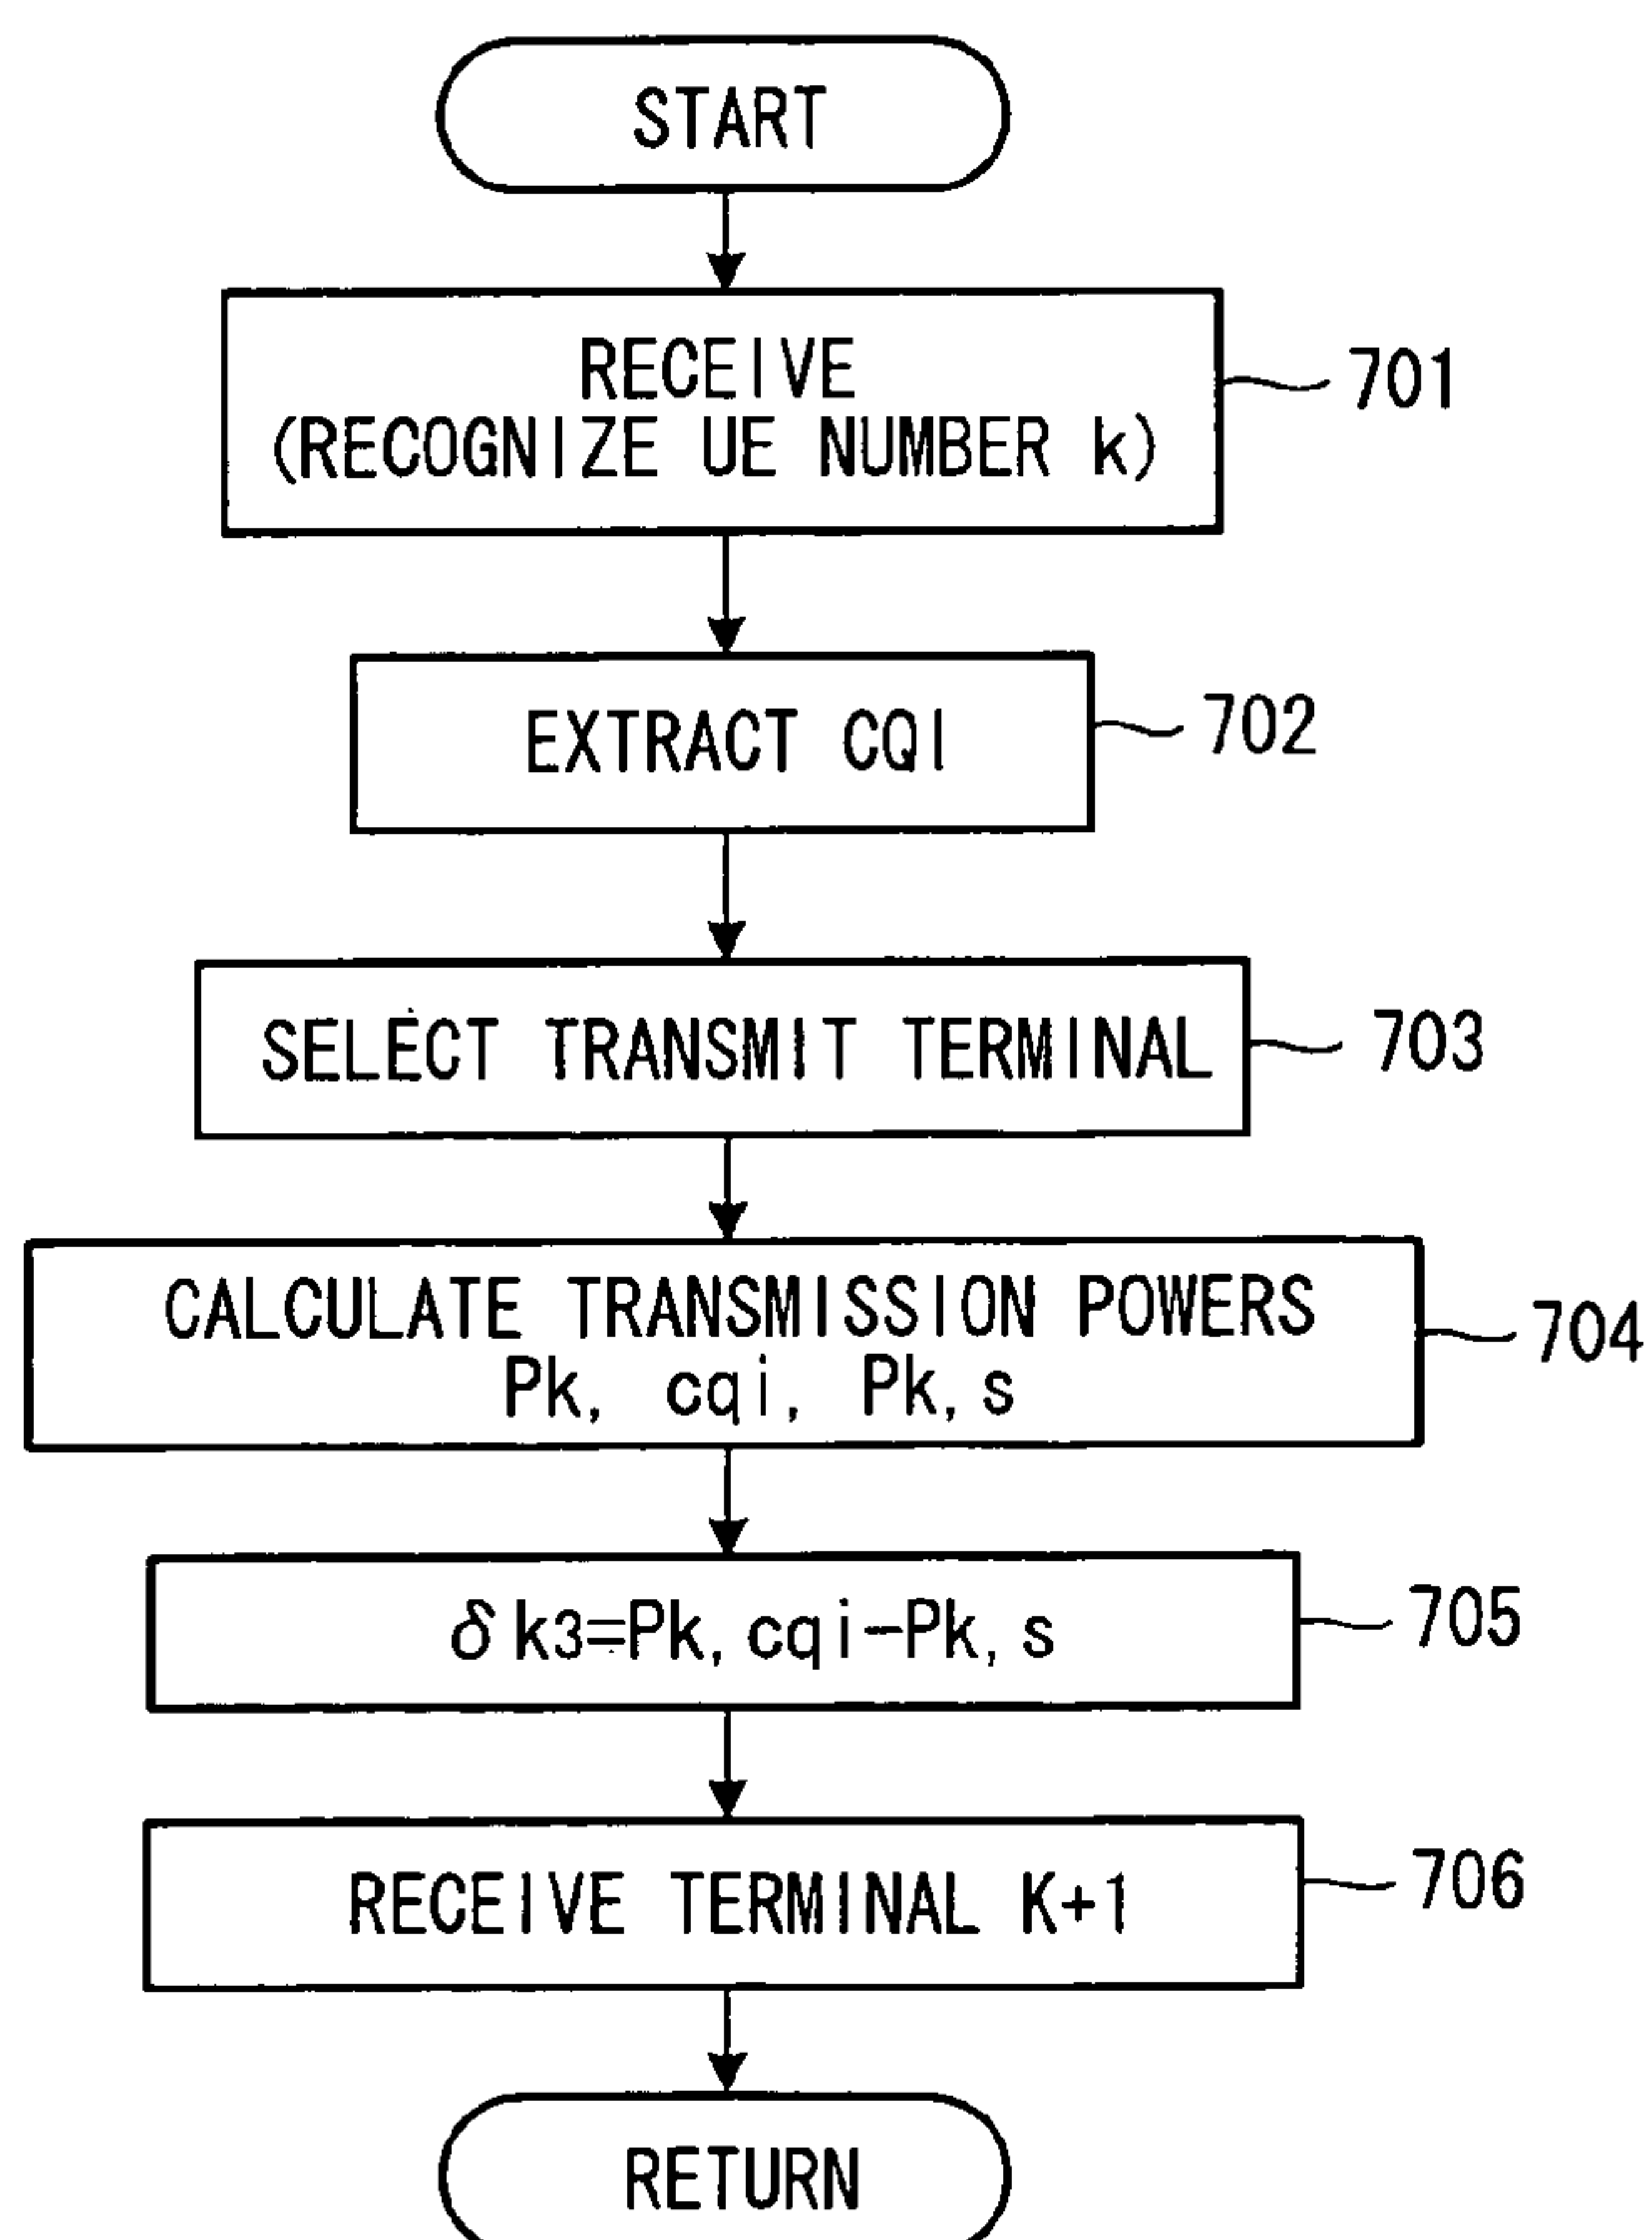 START
RECEIVE
(RECOGNIZE UE NUMBER k)
701
EXTRACT CQI
702
SELECT TRANSMIT TERMINAL
703
CALCULATE TRANSMISSION POWERS
Pk, cqi, Pk, s
704
δk3=Pk, cqi-Pk, s
705
RECEIVE TERMINAL K+1
706
RETURN